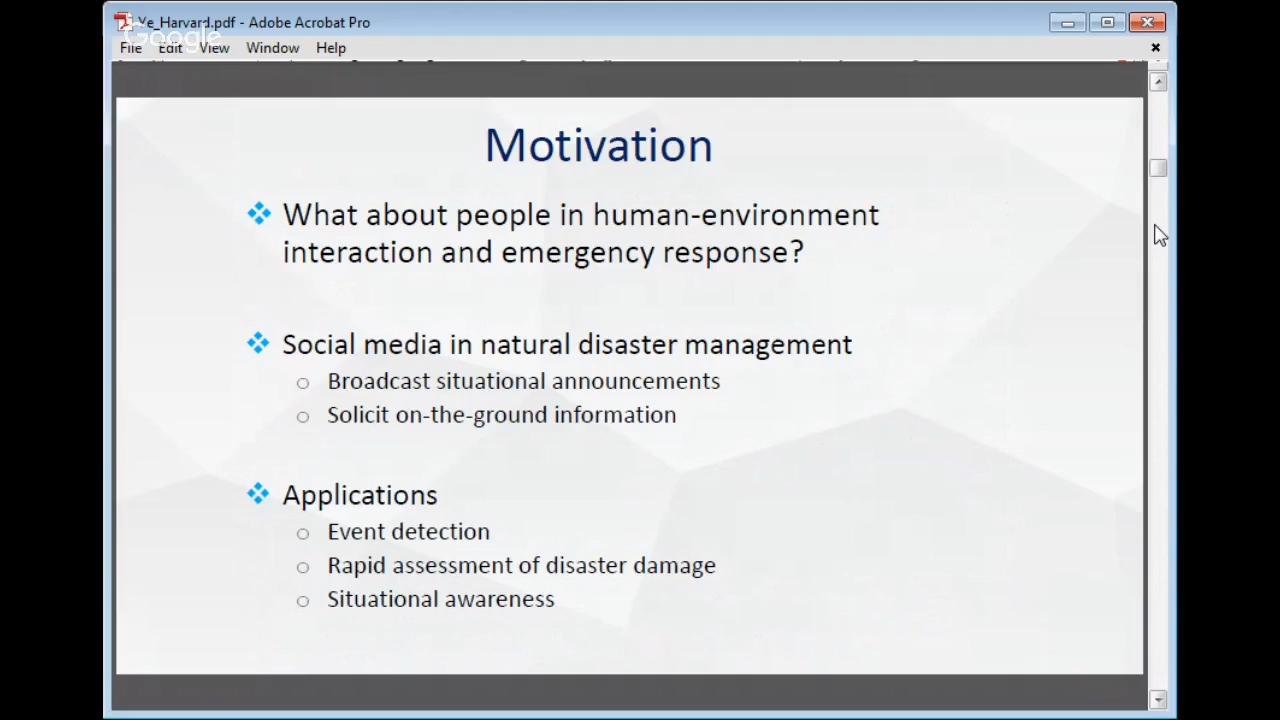 Ye_Harvard.pdf - Adobe Acrobat Pro
Google
File Edit View Window Help
Motivation
What about people in human-environment
interaction and emergency response?
Social media in natural disaster management
Broadcast situational announcements
Solicit on-the-ground information
Applications
Event detection
Rapid assessment of disaster damage
Situational awareness